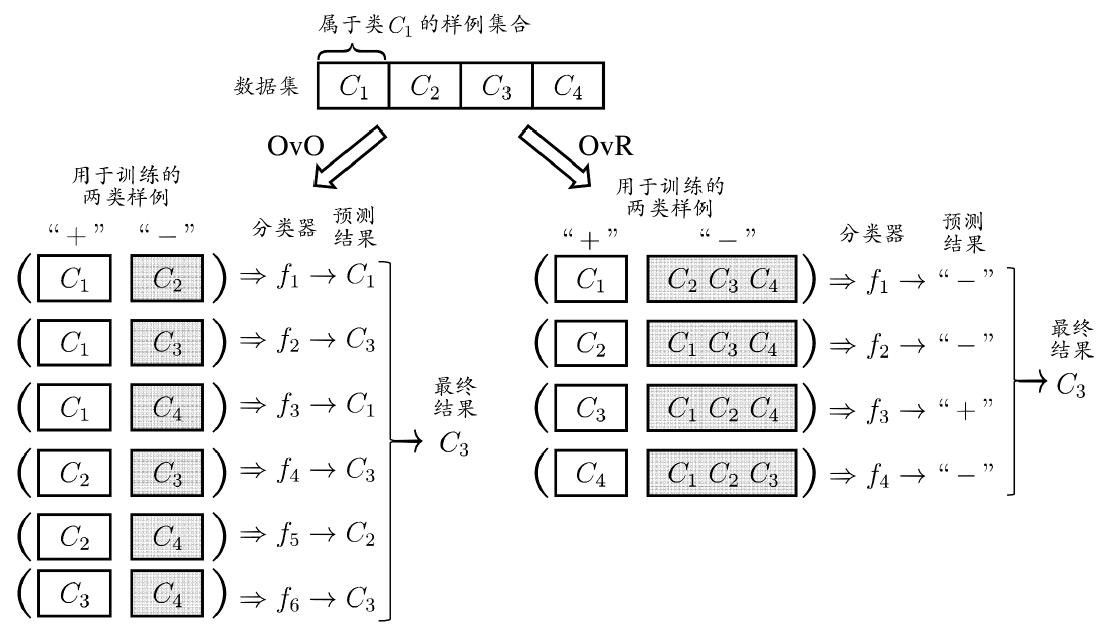 属于类C₁的样例集合
数据集 C₁ C₂ C₃ C₄
OvO
用于训练的
两类样例
“+” “−” 分类器 预测
结果
( C₁ C₂ ) ⇒ f₁ → C₁
( C₁ C₃ ) ⇒ f₂ → C₃
( C₁ C₄ ) ⇒ f₃ → C₁
( C₂ C₃ ) ⇒ f₄ → C₃
( C₂ C₄ ) ⇒ f₅ → C₂
( C₃ C₄ ) ⇒ f₆ → C₃
最终
结果
C₃
OvR
用于训练的
两类样例
“+” “−” 分类器 预测
结果
( C₁ C₂ C₃ C₄ ) ⇒ f₁ → “−”
( C₂ C₁ C₃ C₄ ) ⇒ f₂ → “−”
( C₃ C₁ C₂ C₄ ) ⇒ f₃ → “+”
( C₄ C₁ C₂ C₃ ) ⇒ f₄ → “−”
最终
结果
C₃